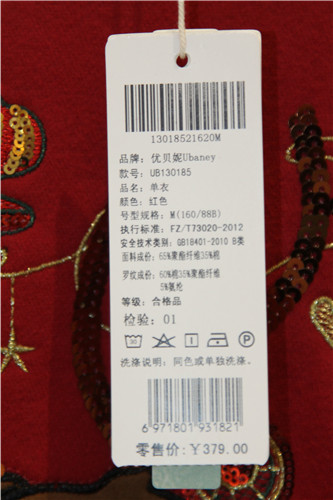 13018521620M
品牌: 优贝妮Ubaney
款号: UB130185
品名: 单衣
颜色: 红色
号型规格: M(160/88B)
执行标准: FZ/T73020-2012
安全技术类别: GB18401-2010 B类
面料成份: 65%聚酯纤维35%棉
罗纹成份: 60%棉35%聚酯纤维
5%氨纶
等级: 合格品
检验: 01
洗涤说明: 同色或单独洗涤.
6 971801 931821
零售价: ¥379.00